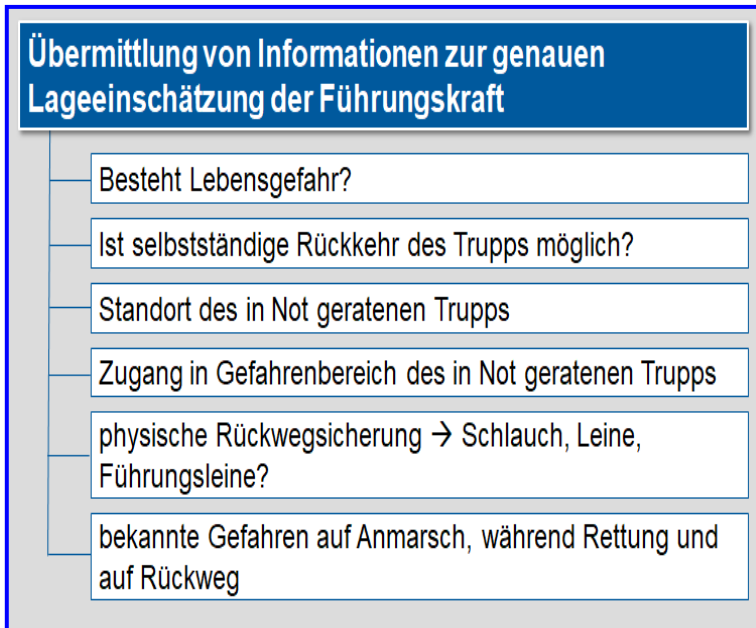 Übermittlung von Informationen zur genauen
Lageeinschätzung der Führungskraft
Besteht Lebensgefahr?
Ist selbstständige Rückkehr des Trupps möglich?
Standort des in Not geratenen Trupps
Zugang in Gefahrenbereich des in Not geratenen Trupps
physische Rückwegsicherung → Schlauch, Leine,
Führungsleine?
bekannte Gefahren auf Anmarsch, während Rettung und
auf Rückweg